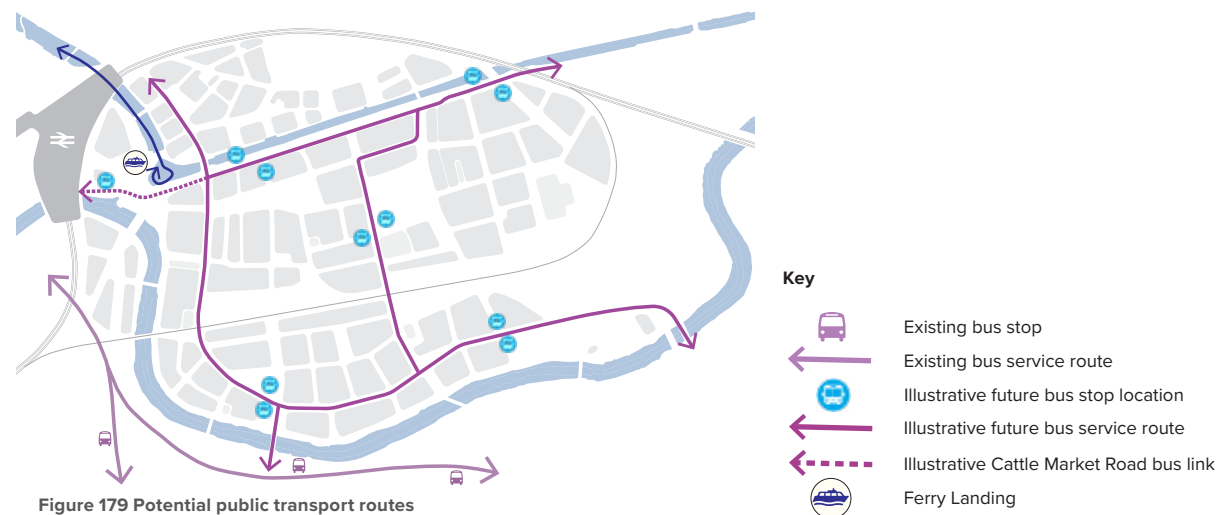 Key
Existing bus stop
Existing bus service route
Illustrative future bus stop location
Illustrative future bus service route
Illustrative Cattle Market Road bus link
Ferry Landing
Figure 179 Potential public transport routes